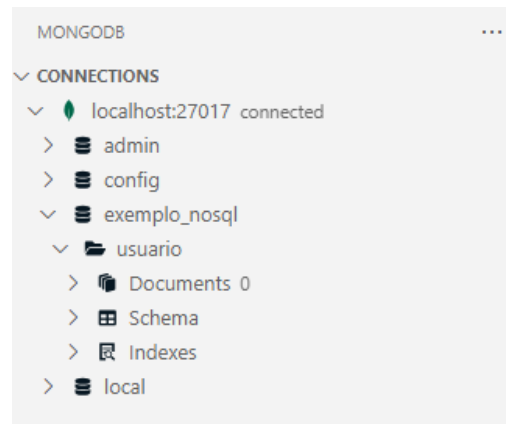 MONGODB ...
CONNECTIONS
localhost:27017 connected
admin
config
exemplo_nosql
usuario
Documents 0
Schema
Indexes
local